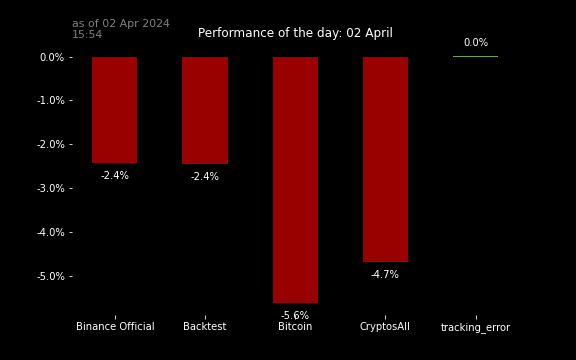 as of 02 Apr 2024
15:54
Performance of the day: 02 April
0.0%
0.0%
-1.0%
-2.0%
-3.0%
-4.0%
-5.0%
-2.4%
-2.4%
-5.6%
-4.7%
Binance Official
Backtest
Bitcoin
CryptosAll
tracking_error